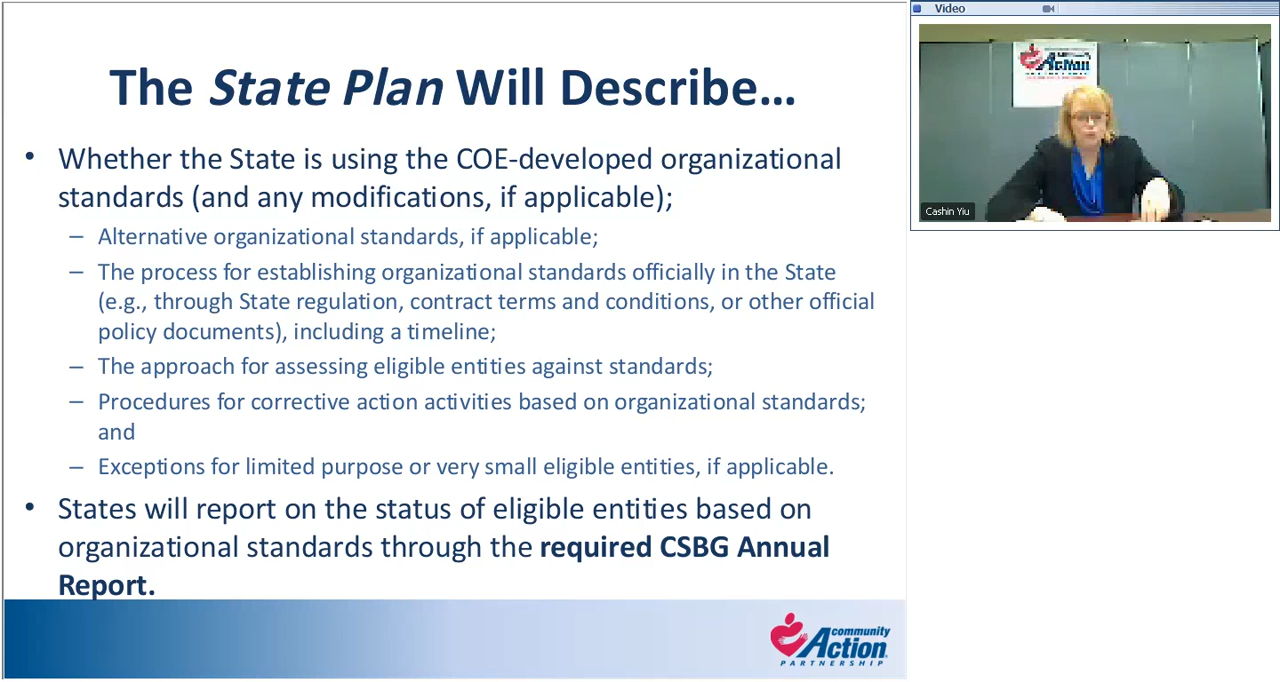 The State Plan Will Describe...
• Whether the State is using the COE-developed organizational
standards (and any modifications, if applicable);
– Alternative organizational standards, if applicable;
– The process for establishing organizational standards officially in the State
(e.g., through State regulation, contract terms and conditions, or other official
policy documents), including a timeline;
– The approach for assessing eligible entities against standards;
– Procedures for corrective action activities based on organizational standards;
and
– Exceptions for limited purpose or very small eligible entities, if applicable.
• States will report on the status of eligible entities based on
organizational standards through the required CSBG Annual
Report.
community
Action
PARTNERSHIP
Video
Action
Cashin Yiu